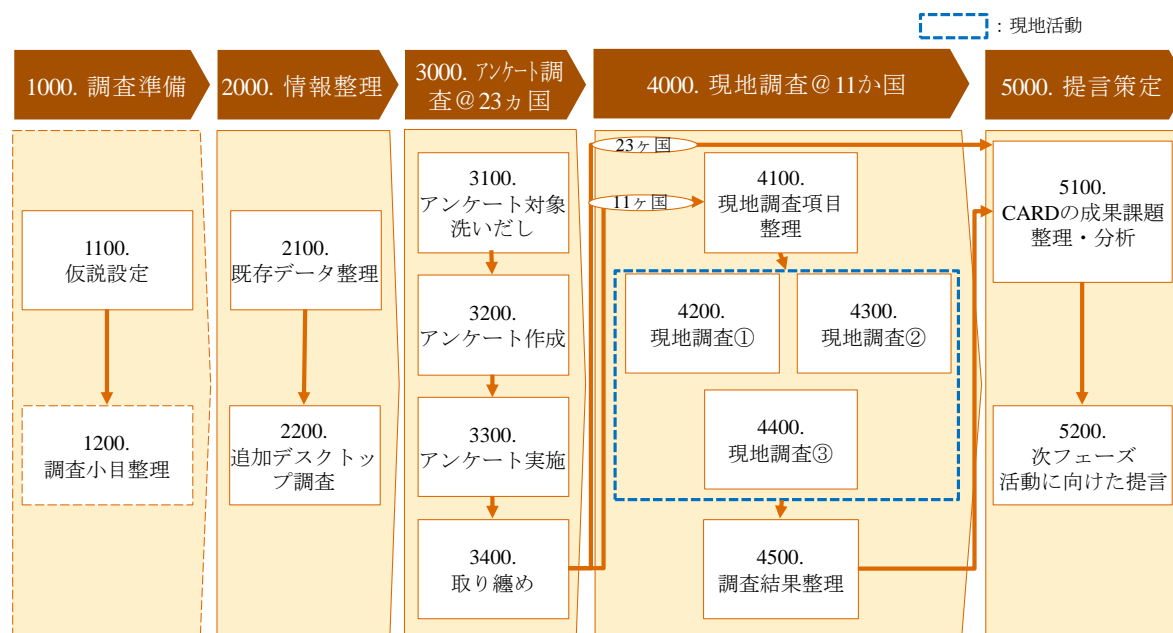 ：現地活動
1000. 調査準備
2000. 情報整理
3000. アンケート調
査@23ヵ国
4000. 現地調査@11か国
5000. 提言策定
1100.
仮説設定
1200.
調査小目整理
2100.
既存データ整理
2200.
追加デスクトッ
プ調査
3100.
アンケート対象
洗いだし
3200.
アンケート作成
3300.
アンケート実施
3400.
取り纏め
23ヶ国
11ヶ国
4100.
現地調査項目
整理
4200.
現地調査①
4300.
現地調査②
4400.
現地調査③
4500.
調査結果整理
5100.
CARDの成果課題
整理・分析
5200.
次フェーズ
活動に向けた提言